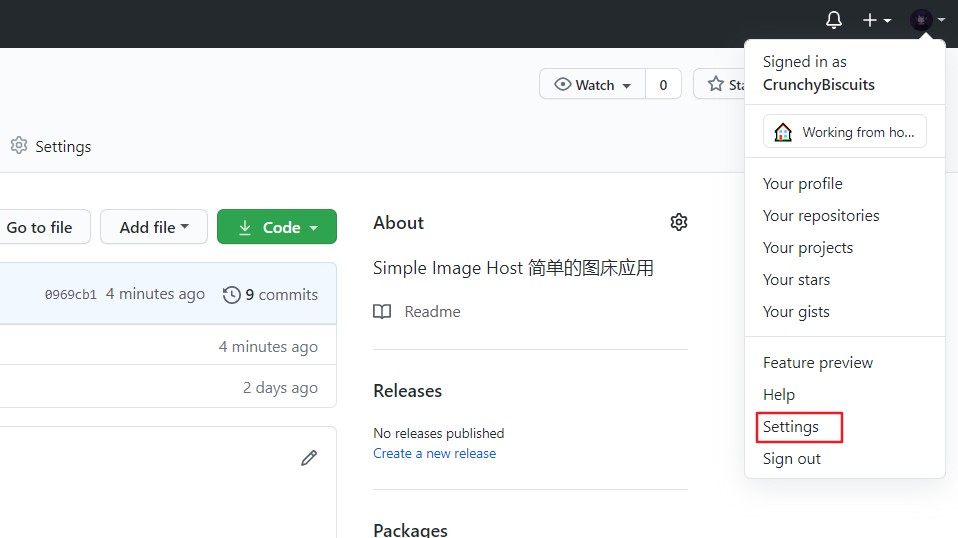 Watch
0
Sta
Settings
Go to file
Add file
Code
0969cb1 4 minutes ago
9 commits
4 minutes ago
2 days ago
About
Simple Image Host 简单的图床应用
Readme
Releases
No releases published
Create a new release
Packages
Signed in as
CrunchyBiscuits
Working from ho...
Your profile
Your repositories
Your projects
Your stars
Your gists
Feature preview
Help
Settings
Sign out